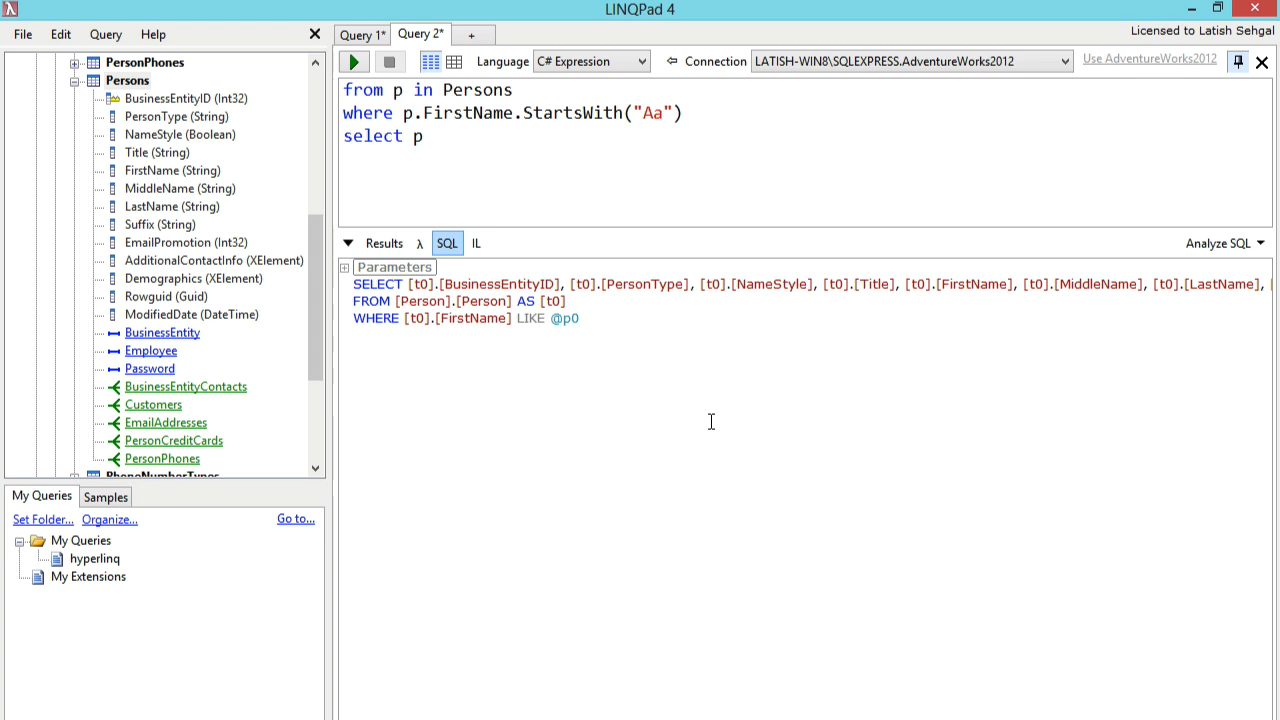 LINQPad 4
File Edit Query Help
Query 1* Query 2* +
Licensed to Latish Sehgal
Language C# Expression Connection LATISH-WIN8\SQLEXPRESS.AdventureWorks2012 Use AdventureWorks2012
PersonPhones
Persons
BusinessEntityID (Int32)
PersonType (String)
NameStyle (Boolean)
Title (String)
FirstName (String)
MiddleName (String)
LastName (String)
Suffix (String)
EmailPromotion (Int32)
AdditionalContactInfo (XElement)
Demographics (XElement)
Rowguid (Guid)
ModifiedDate (DateTime)
BusinessEntity
Employee
Password
BusinessEntityContacts
Customers
EmailAddresses
PersonCreditCards
PersonPhones
PhoneNumberTypes
My Queries Samples
Set Folder... Organize... Go to...
My Queries
hyperlinq
My Extensions
from p in Persons
where p.FirstName.StartsWith("Aa")
select p
Results λ SQL IL Analyze SQL
Parameters
SELECT [t0].[BusinessEntityID], [t0].[PersonType], [t0].[NameStyle], [t0].[Title], [t0].[FirstName], [t0].[MiddleName], [t0].[LastName], [
FROM [Person].[Person] AS [t0]
WHERE [t0].[FirstName] LIKE @p0